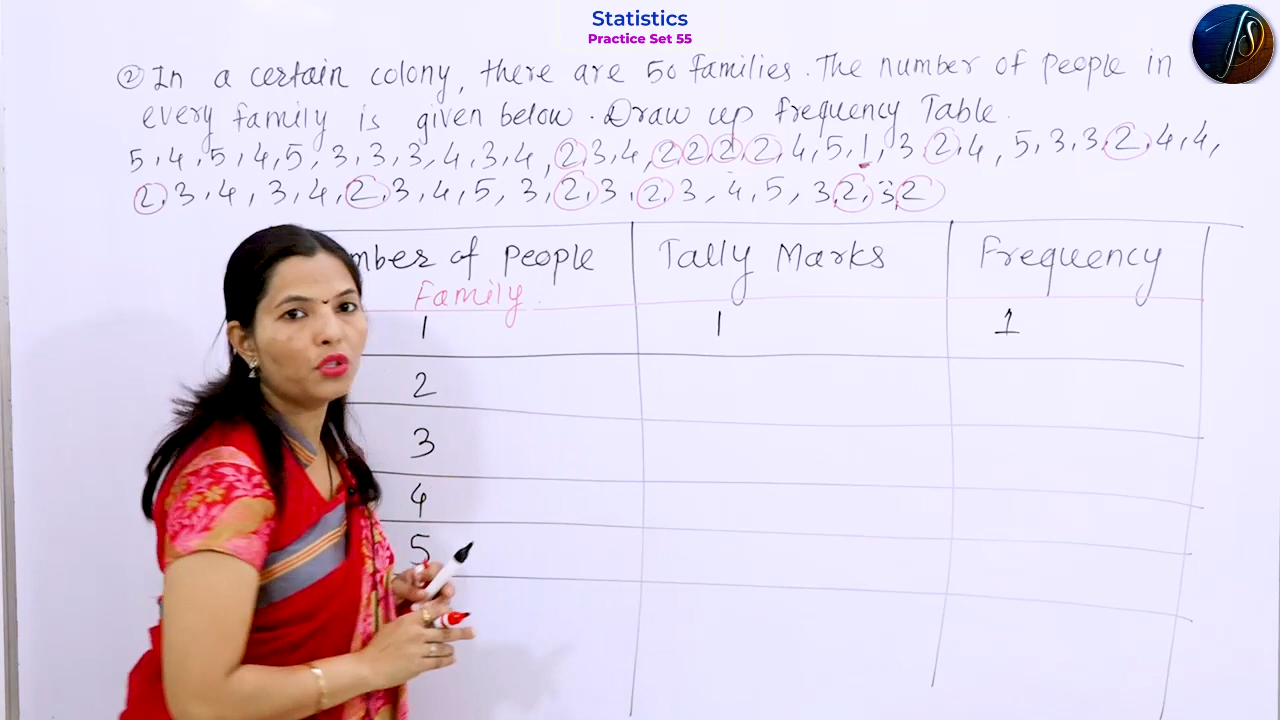 Statistics
Practice Set 55
② In a certain colony, there are 50 families. The number of people in
every family is given below. Draw up frequency Table.
5,4,5,4,5,3,3,3,4,3,4,2,3,4,2,2,2,2,4,5,1,3,2,4,5,3,3,2,4,4,
2,3,4,3,4,2,3,4,5,3,2,3,2,3,4,5,3,2,3,2
mber of people Tally Marks Frequency
Family.
1 | 1
2
3
4
5